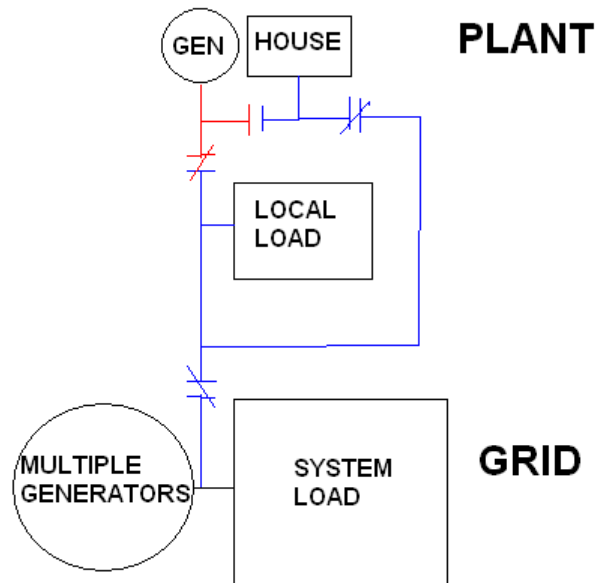 GEN
HOUSE
PLANT
LOCAL
LOAD
MULTIPLE
GENERATORS
SYSTEM
LOAD
GRID